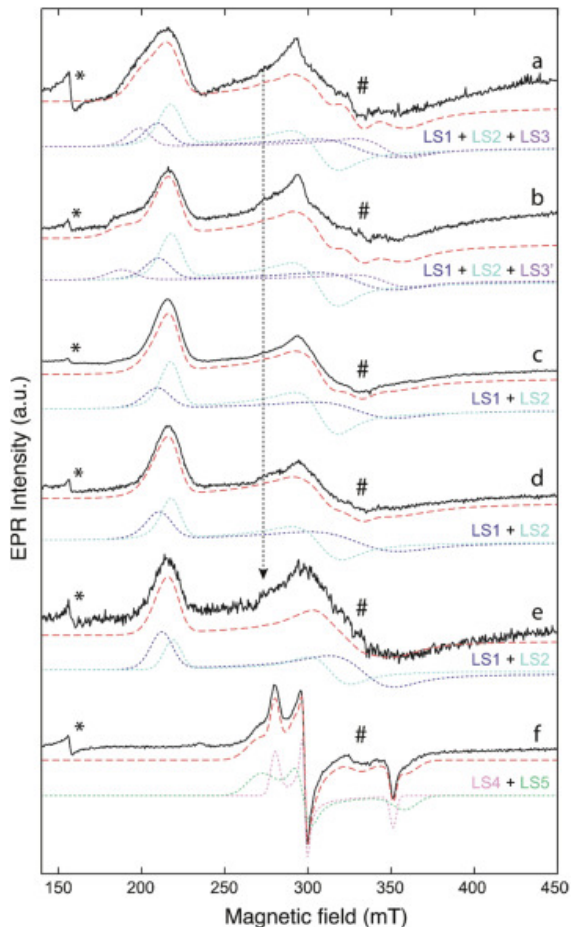 * # a
LS1 + LS2 + LS3
* # b
LS1 + LS2 + LS3'
* # c
LS1 + LS2
* # d
LS1 + LS2
* # e
LS1 + LS2
* # f
LS4 + LS5
EPR Intensity (a.u.)
150 200 250 300 350 400 450
Magnetic field (mT)